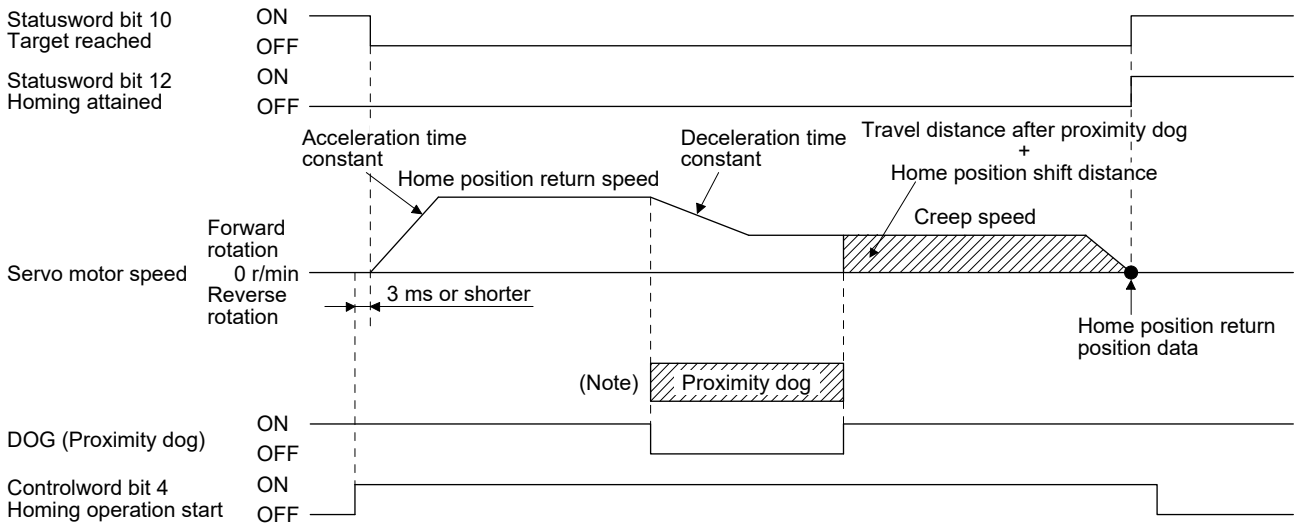 Statusword bit 10
Target reached
ON
OFF
Statusword bit 12
Homing attained
ON
OFF
Acceleration time
constant
Home position return speed
Deceleration time
constant
Travel distance after proximity dog
+
Home position shift distance
Creep speed
Servo motor speed
Forward
rotation
0 r/min
Reverse
rotation
3 ms or shorter
Home position return
position data
(Note)
Proximity dog
DOG (Proximity dog)
ON
OFF
Controlword bit 4
Homing operation start
ON
OFF